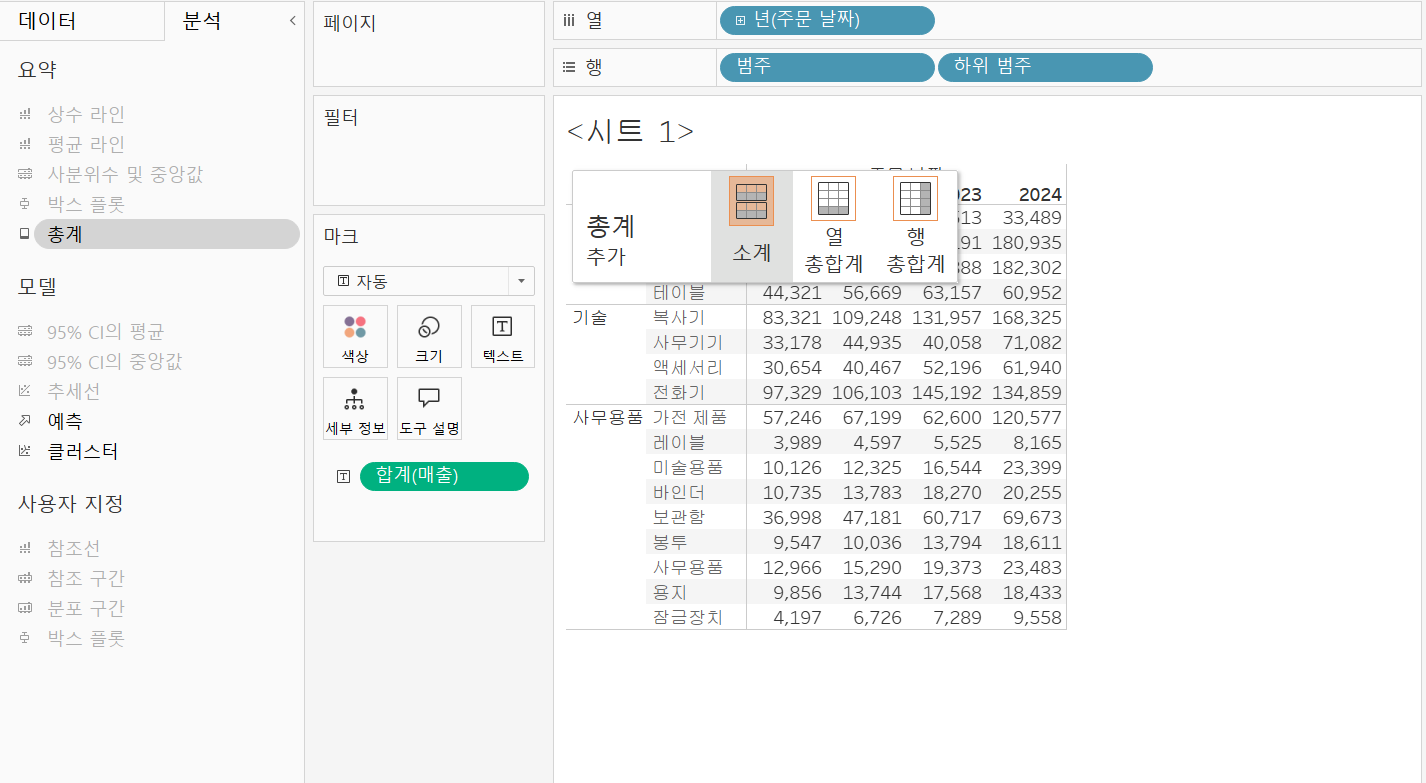 데이터
분석
요약
상수 라인
평균 라인
사분위수 및 중앙값
박스 플롯
총계
모델
95% CI의 평균
95% CI의 중앙값
추세선
예측
클러스터
사용자 지정
참조선
참조 구간
분포 구간
박스 플롯
페이지
필터
마크
자동
색상 크기 텍스트
세부 정보 도구 설명
합계(매출)
열 년(주문 날짜)
행 범주 하위 범주
<시트 1>
총계
추가
소계
열
총합계
행
총합계
2024
33,489
180,935
182,302
테이블 44,321 56,669 63,157 60,952
기술 복사기 83,321 109,248 131,957 168,325
사무기기 33,178 44,935 40,058 71,082
액세서리 30,654 40,467 52,196 61,940
전화기 97,329 106,103 145,192 134,859
사무용품 가전 제품 57,246 67,199 62,600 120,577
레이블 3,989 4,597 5,525 8,165
미술용품 10,126 12,325 16,544 23,399
바인더 10,735 13,783 18,270 20,255
보관함 36,998 47,181 60,717 69,673
봉투 9,547 10,036 13,794 18,611
사무용품 12,966 15,290 19,373 23,483
용지 9,856 13,744 17,568 18,433
잠금장치 4,197 6,726 7,289 9,558